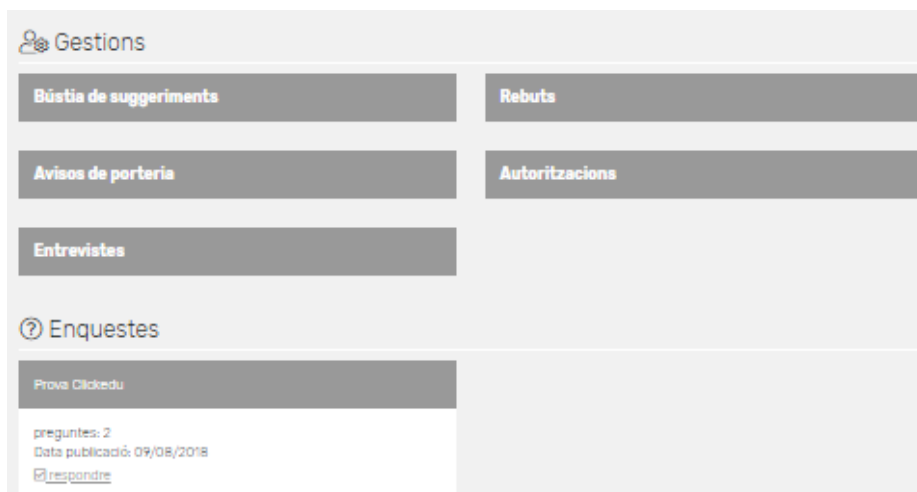 Gestions
Bústia de suggeriments
Rebuts
Avisos de porteria
Autoritzacions
Entrevistes
Enquestes
Prova Clickedu
preguntes: 2
Data publicació: 09/08/2018
respondre